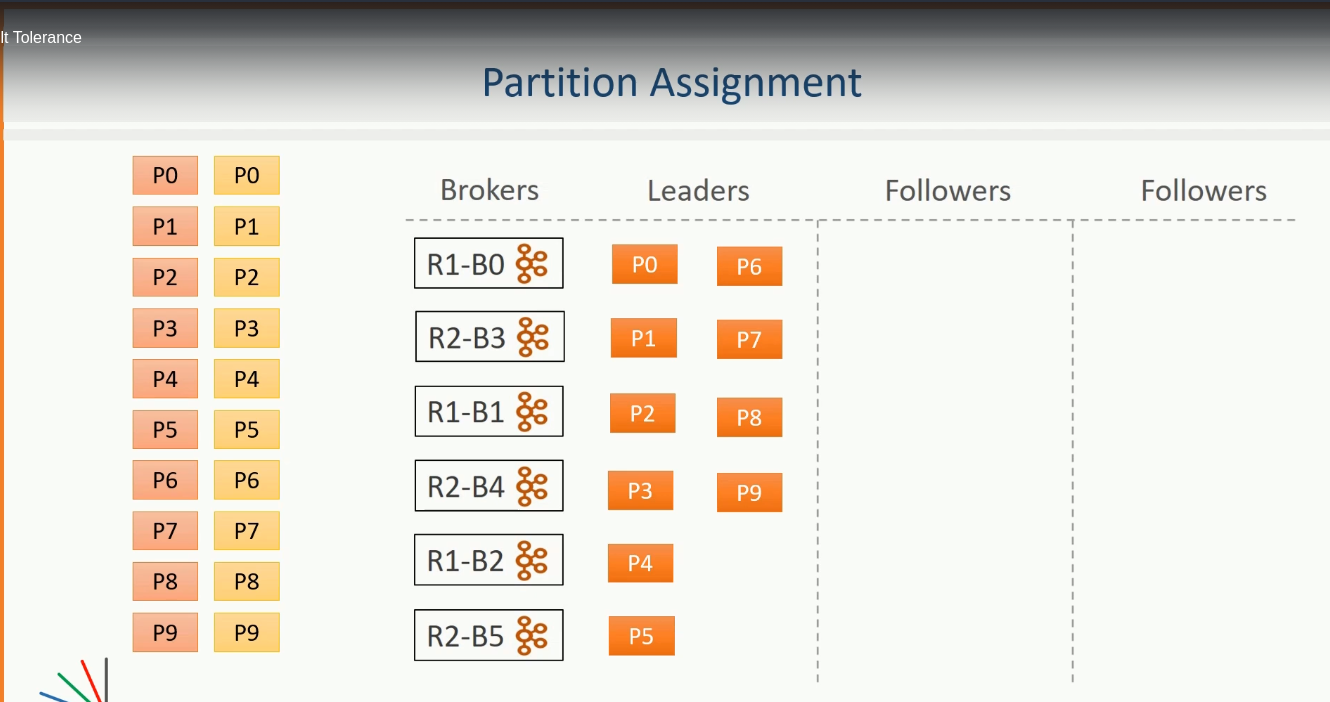 lt Tolerance
Partition Assignment
Brokers Leaders Followers Followers
P0 P0
P1 P1
P2 P2
P3 P3
P4 P4
P5 P5
P6 P6
P7 P7
P8 P8
P9 P9
R1-B0 P0 P6
R2-B3 P1 P7
R1-B1 P2 P8
R2-B4 P3 P9
R1-B2 P4
R2-B5 P5